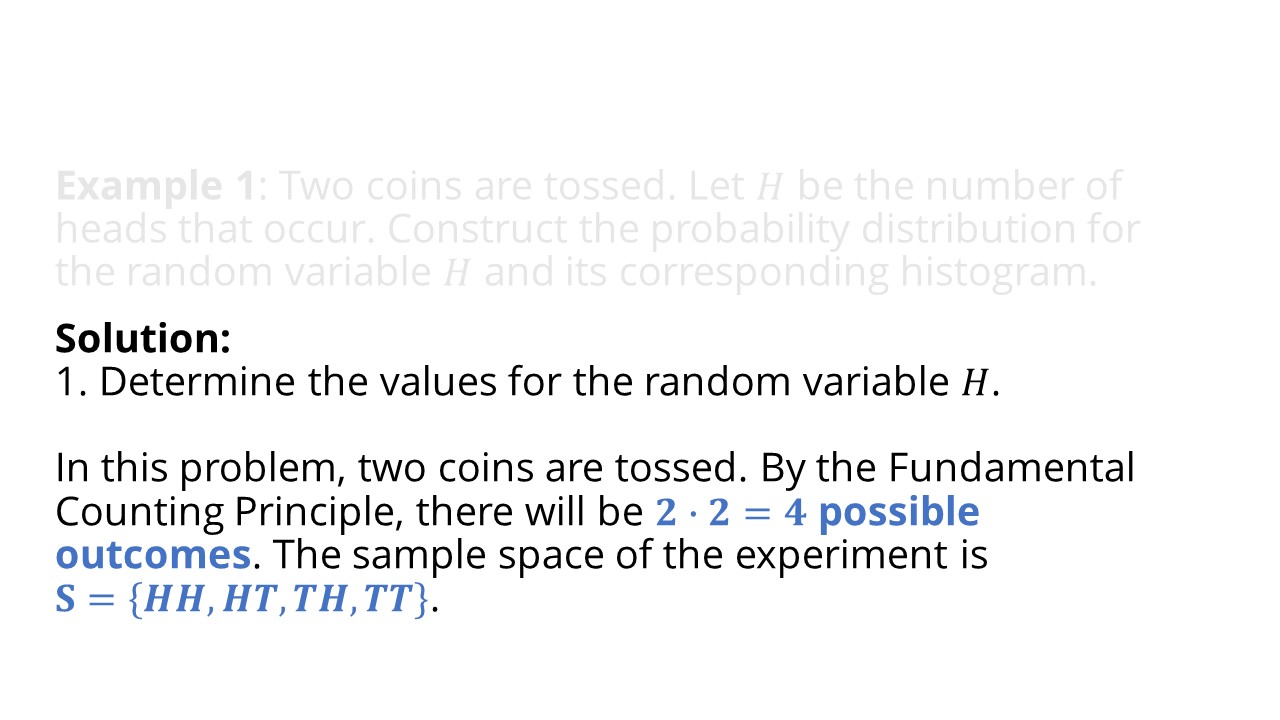 Example 1: Two coins are tossed. Let H be the number of
heads that occur. Construct the probability distribution for
the random variable H and its corresponding histogram.
Solution:
1. Determine the values for the random variable H.
In this problem, two coins are tossed. By the Fundamental
Counting Principle, there will be 2 · 2 = 4 possible
outcomes. The sample space of the experiment is
S = {HH, HT, TH, TT}.